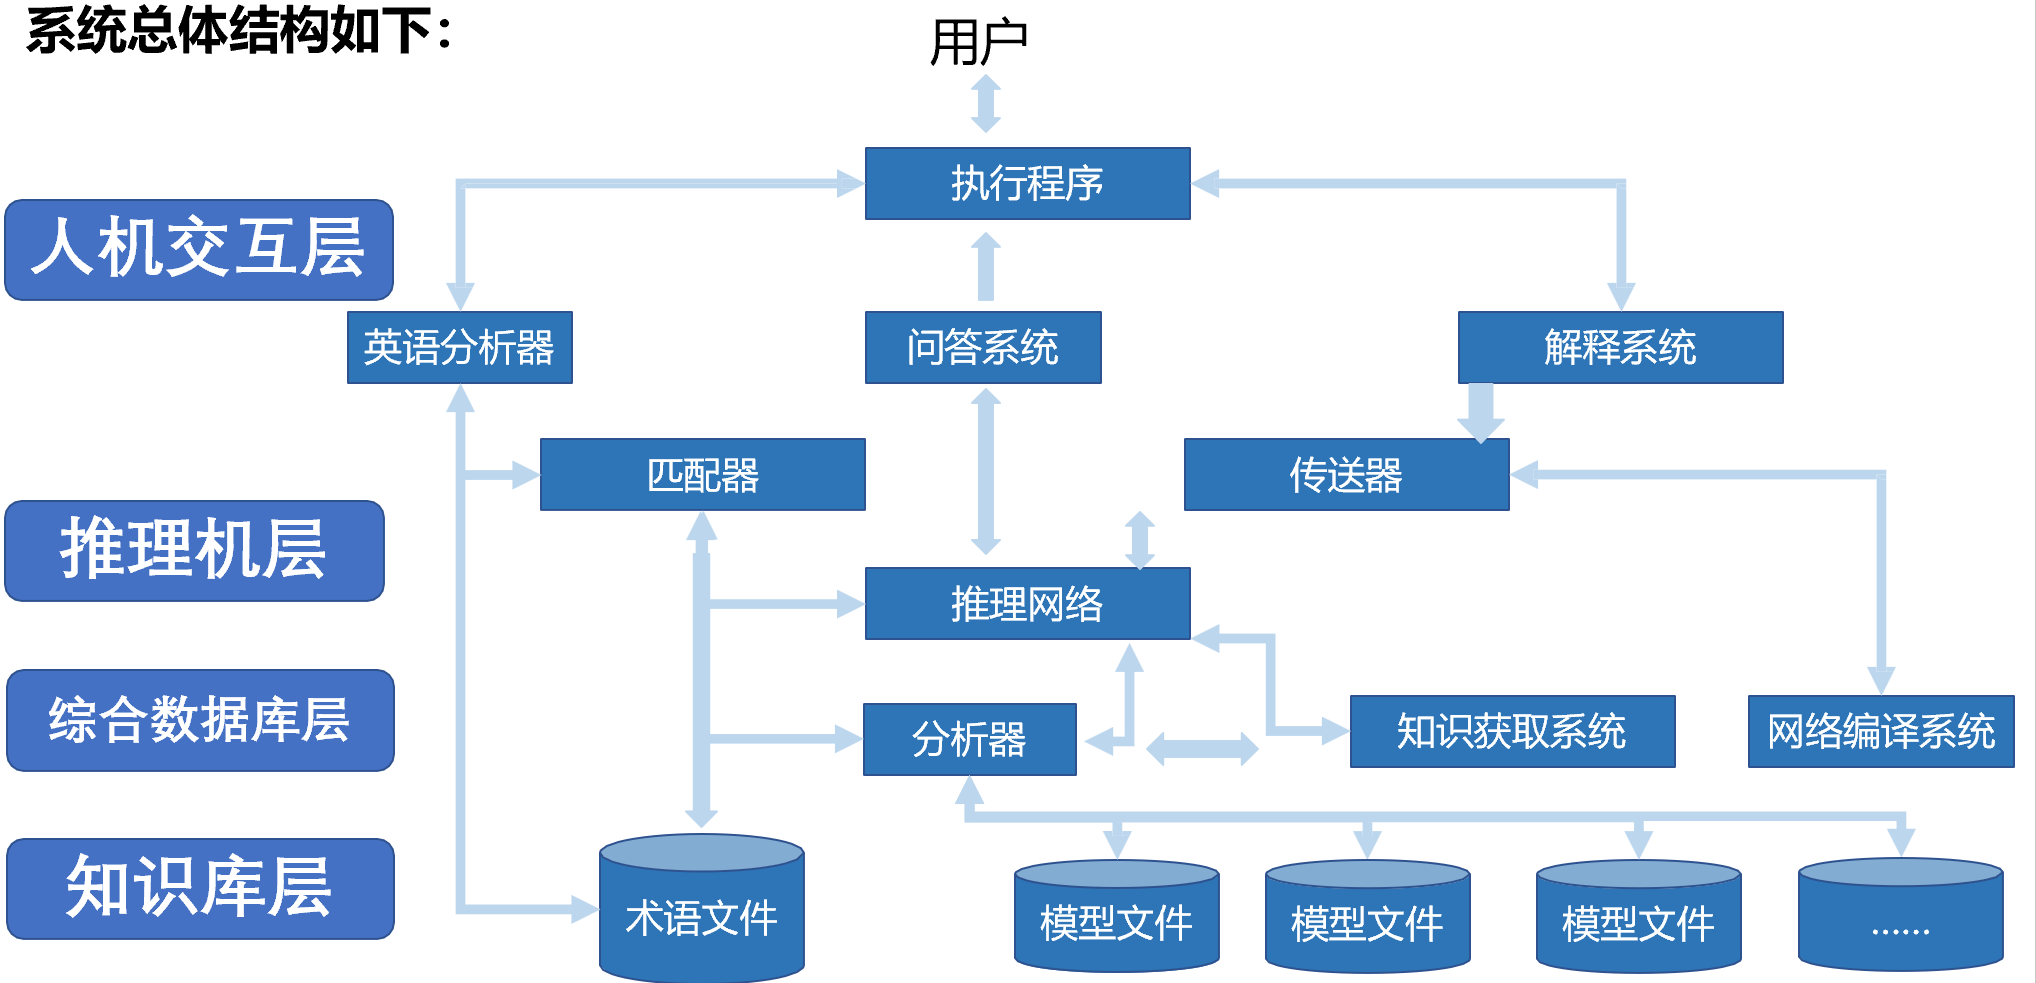 系统总体结构如下：
用户
执行程序
人机交互层
英语分析器
问答系统
解释系统
匹配器
传送器
推理机层
推理网络
综合数据库层
分析器
知识获取系统
网络编译系统
知识库层
术语文件
模型文件
模型文件
模型文件
......